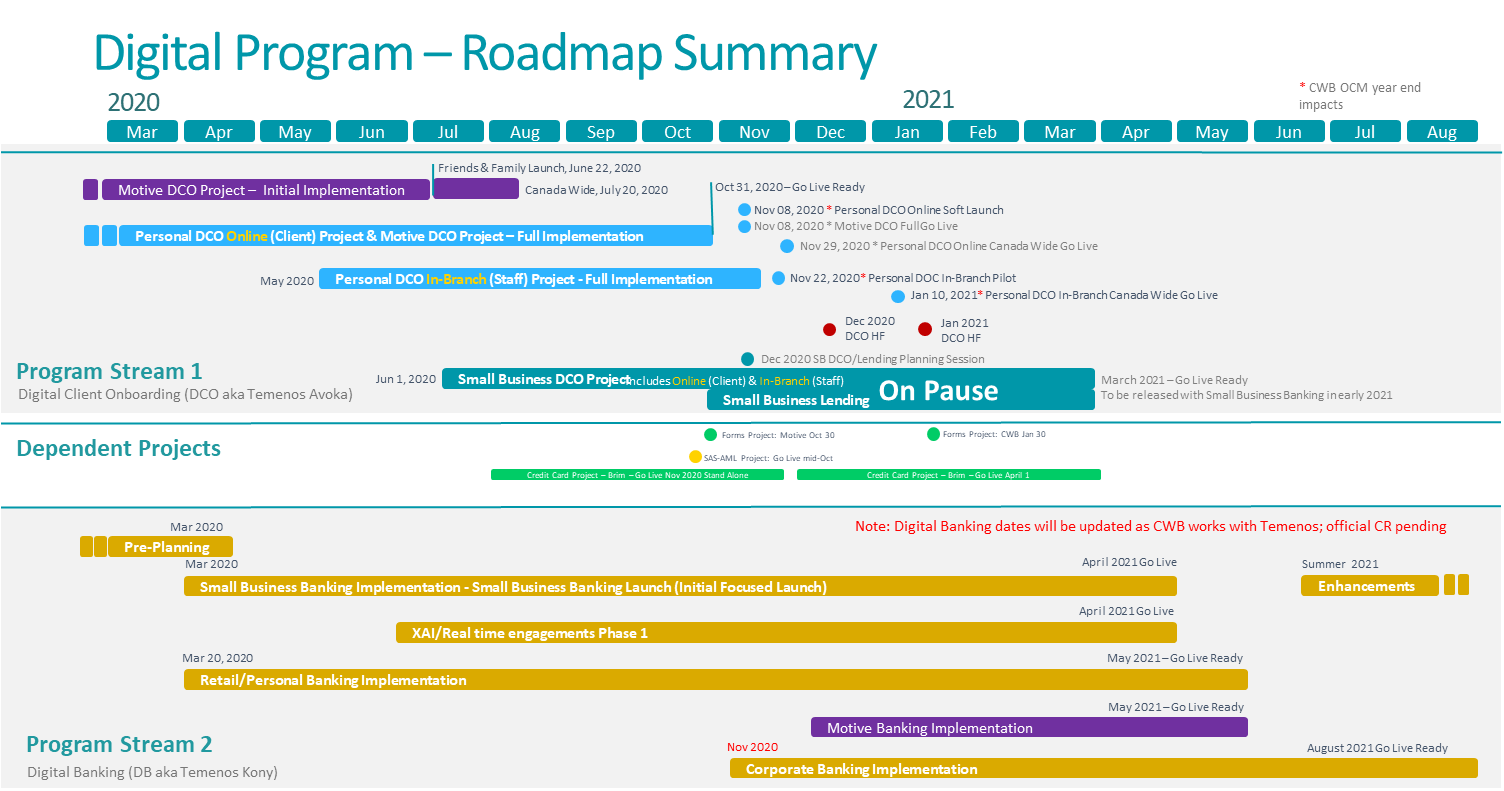 Digital Program – Roadmap Summary
2020
2021
* CWB OCM year end
impacts
Mar Apr May Jun Jul Aug Sep Oct Nov Dec Jan Feb Mar Apr May Jun Jul Aug
Friends & Family Launch, June 22, 2020
Motive DCO Project – Initial Implementation
Canada Wide, July 20, 2020
Oct 31, 2020 – Go Live Ready
Nov 08, 2020 * Personal DCO Online Soft Launch
Nov 08, 2020 * Motive DCO Full Go Live
Personal DCO Online (Client) Project & Motive DCO Project – Full Implementation
Nov 29, 2020 * Personal DCO Online Canada Wide Go Live
May 2020
Personal DCO In-Branch (Staff) Project - Full Implementation
Nov 22, 2020* Personal DOC In-Branch Pilot
Jan 10, 2021* Personal DCO In-Branch Canada Wide Go Live
Dec 2020
DCO HF
Jan 2021
DCO HF
Dec 2020 SB DCO/Lending Planning Session
Program Stream 1
Digital Client Onboarding (DCO aka Temenos Avoka)
Jun 1, 2020
Small Business DCO Project
Includes Online (Client) & In-Branch (Staff)
On Pause
Small Business Lending
March 2021 – Go Live Ready
To be released with Small Business Banking in early 2021
Dependent Projects
Forms Project: Motive Oct 30
Forms Project: CWB Jan 30
SAS-AML Project: Go Live mid-Oct
Credit Card Project – Brim – Go Live Nov 2020 Stand Alone
Credit Card Project – Brim – Go Live April 1
Note: Digital Banking dates will be updated as CWB works with Temenos; official CR pending
Mar 2020
Pre-Planning
Mar 2020
April 2021 Go Live
Summer 2021
Small Business Banking Implementation - Small Business Banking Launch (Initial Focused Launch)
Enhancements
April 2021 Go Live
XAI/Real time engagements Phase 1
Mar 20, 2020
May 2021 – Go Live Ready
Retail/Personal Banking Implementation
May 2021 – Go Live Ready
Motive Banking Implementation
Program Stream 2
Digital Banking (DB aka Temenos Kony)
Nov 2020
August 2021 Go Live Ready
Corporate Banking Implementation